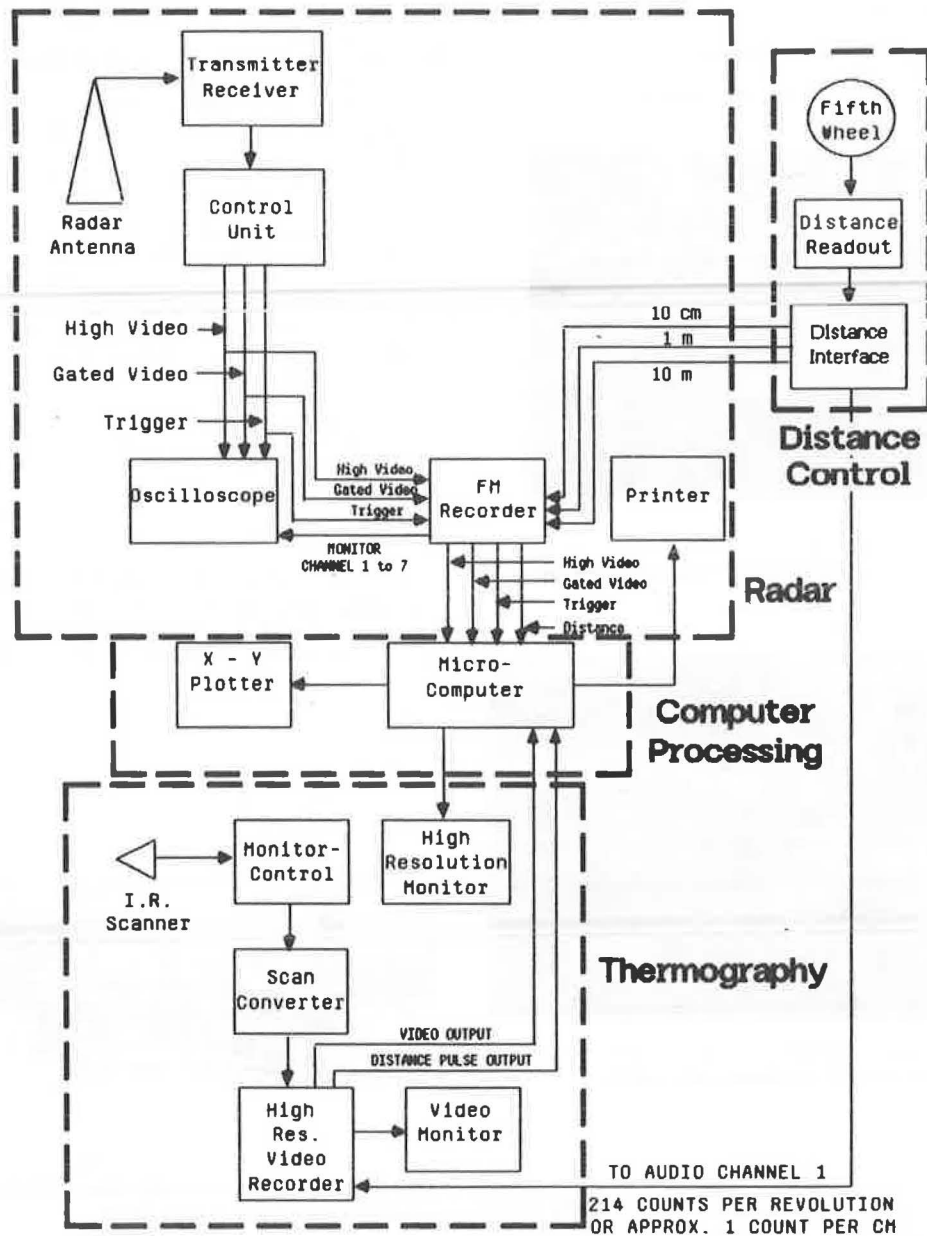 Transmitter
Receiver
Radar
Antenna
Control
Unit
High Video
Gated Video
Trigger
Oscilloscope
High Video
Gated Video
Trigger
MONITOR
CHANNEL 1 to 7
FM
Recorder
10 cm
1 m
10 m
Printer
High Video
Gated Video
Trigger
Distance
Radar
Fifth
Wheel
Distance
Readout
Distance
Interface
Distance
Control
X - Y
Plotter
Micro-
Computer
Computer
Processing
High
Resolution
Monitor
I.R.
Scanner
Monitor-
Control
Scan
Converter
VIDEO OUTPUT
DISTANCE PULSE OUTPUT
High
Res.
Video
Recorder
Video
Monitor
Thermography
TO AUDIO CHANNEL 1
214 COUNTS PER REVOLUTION
OR APPROX. 1 COUNT PER CM